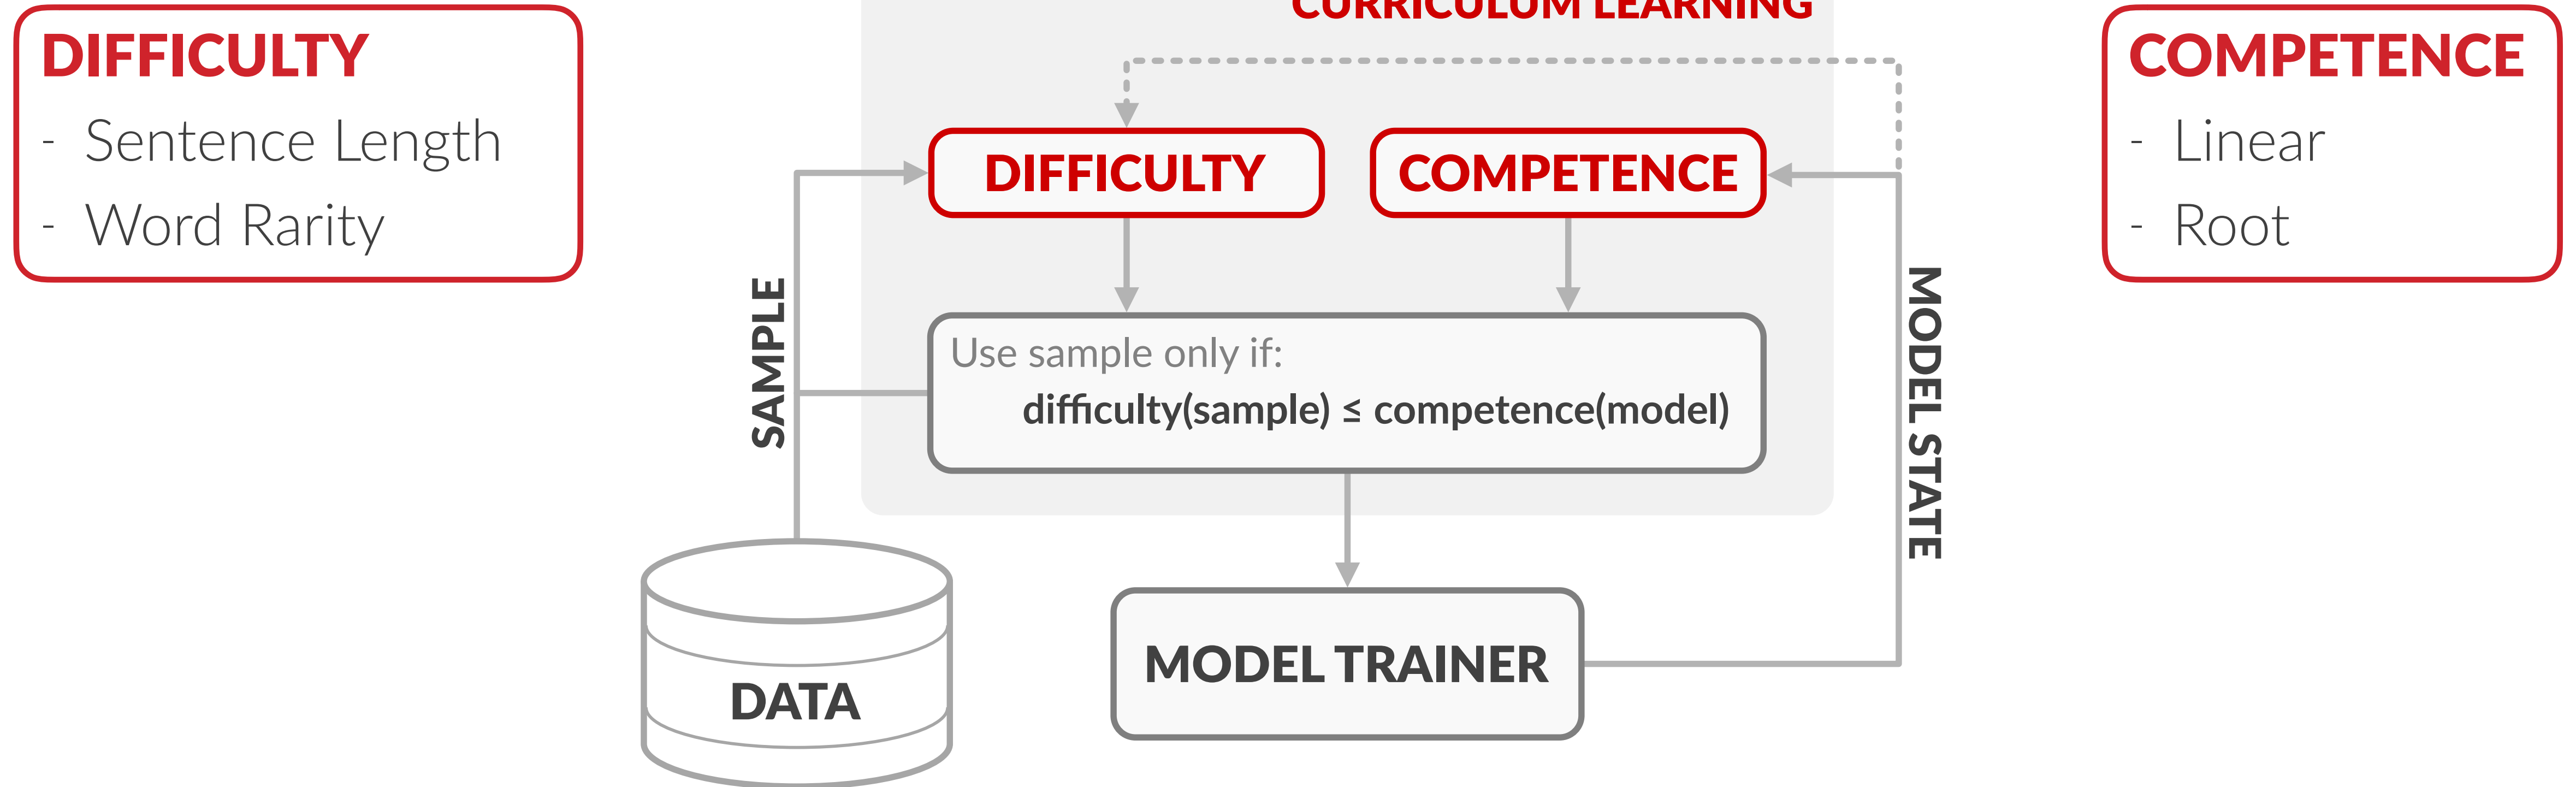 CURRICULUM LEARNING
DIFFICULTY
- Sentence Length
- Word Rarity
DIFFICULTY
COMPETENCE
Use sample only if:
difficulty(sample) ≤ competence(model)
SAMPLE
MODEL STATE
DATA
MODEL TRAINER
COMPETENCE
- Linear
- Root